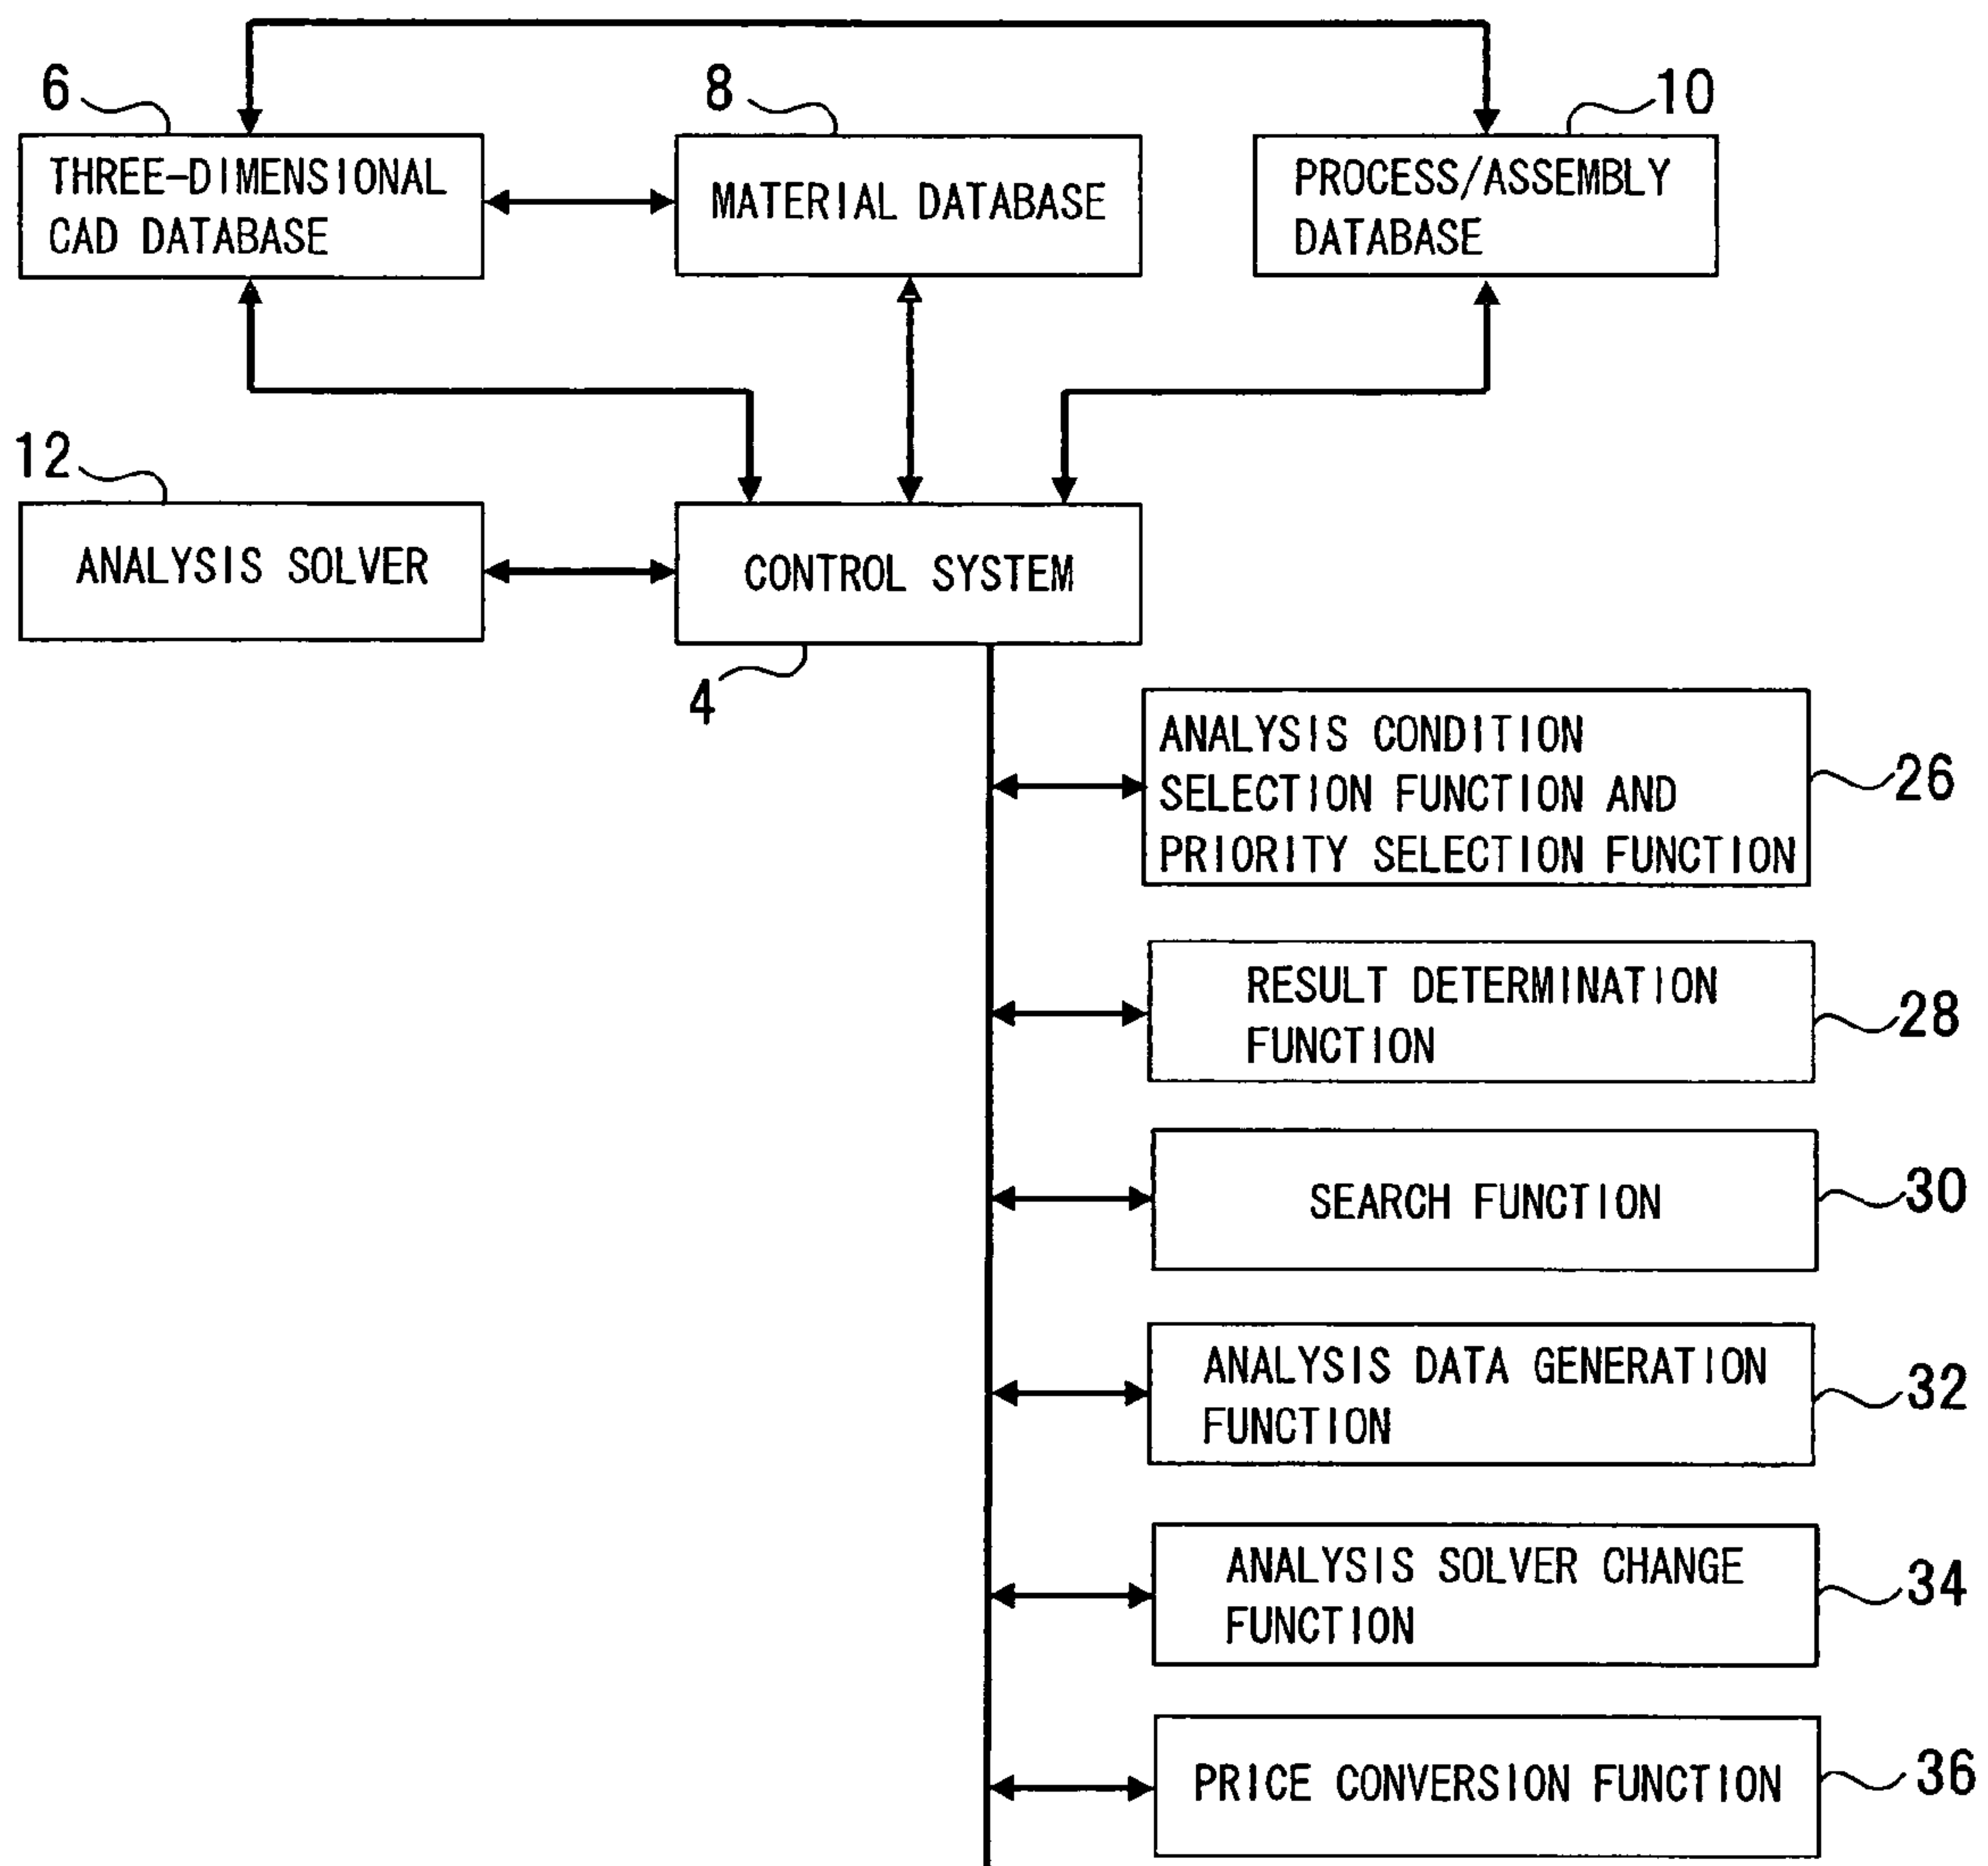 6
8
10
THREE-DIMENSIONAL
CAD DATABASE
MATERIAL DATABASE
PROCESS/ASSEMBLY
DATABASE
12
ANALYSIS SOLVER
CONTROL SYSTEM
4
ANALYSIS CONDITION
SELECTION FUNCTION AND
PRIORITY SELECTION FUNCTION
26
RESULT DETERMINATION
FUNCTION
28
SEARCH FUNCTION
30
ANALYSIS DATA GENERATION
FUNCTION
32
ANALYSIS SOLVER CHANGE
FUNCTION
34
PRICE CONVERSION FUNCTION
36